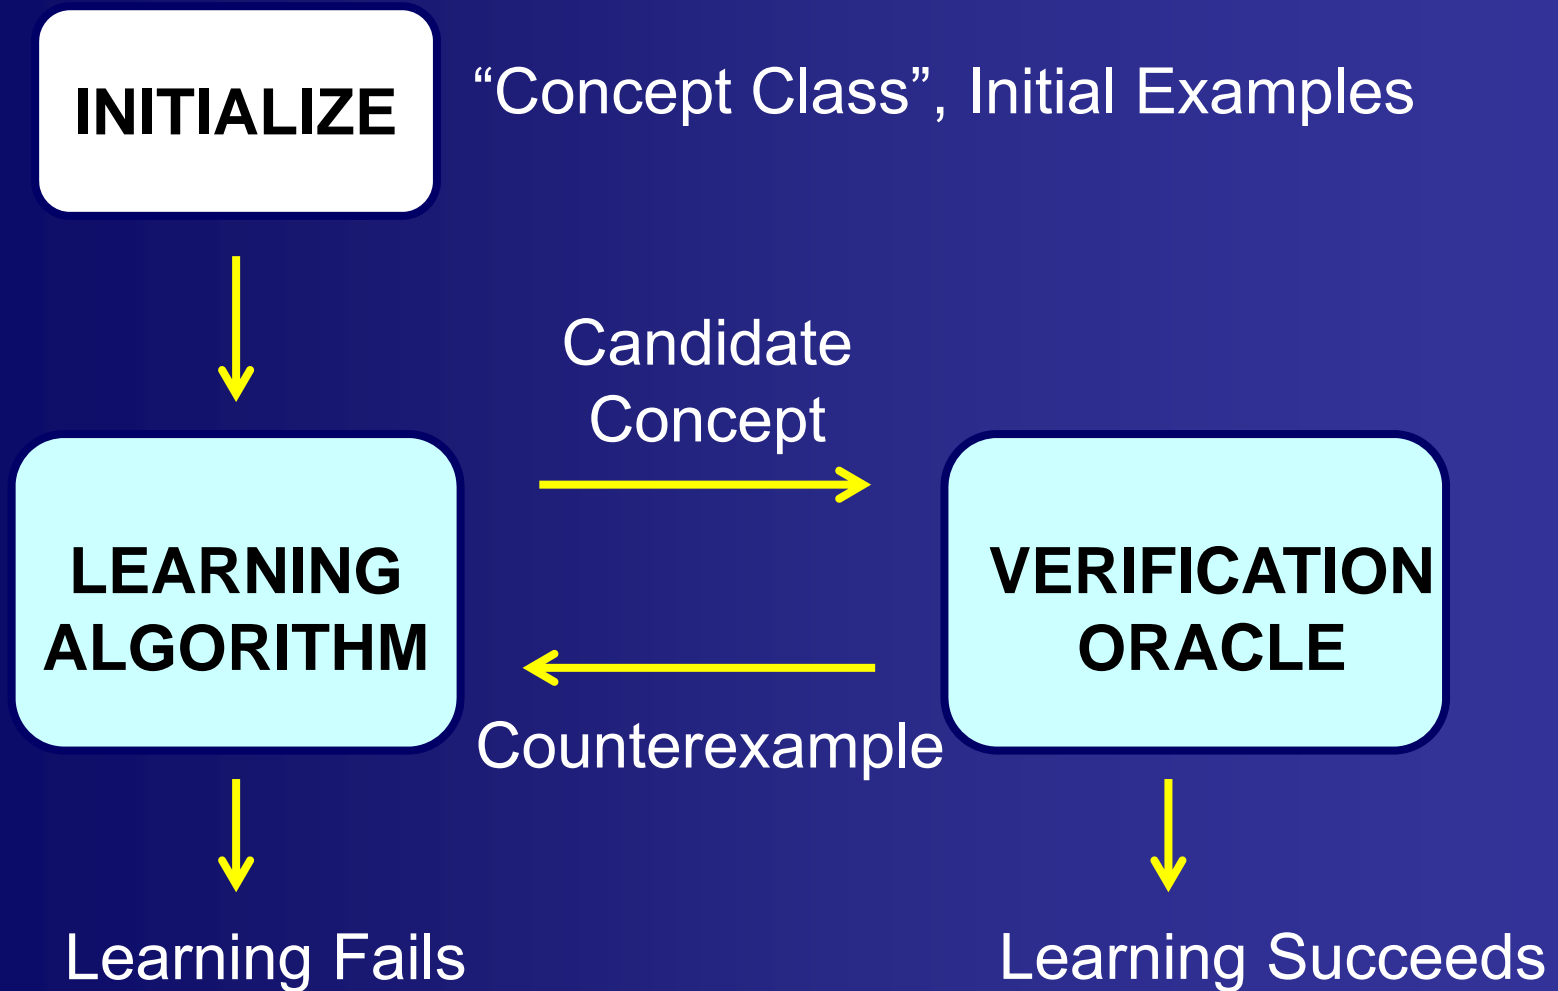 INITIALIZE
“Concept Class”, Initial Examples
Candidate
Concept
LEARNING
ALGORITHM
VERIFICATION
ORACLE
Counterexample
Learning Fails
Learning Succeeds